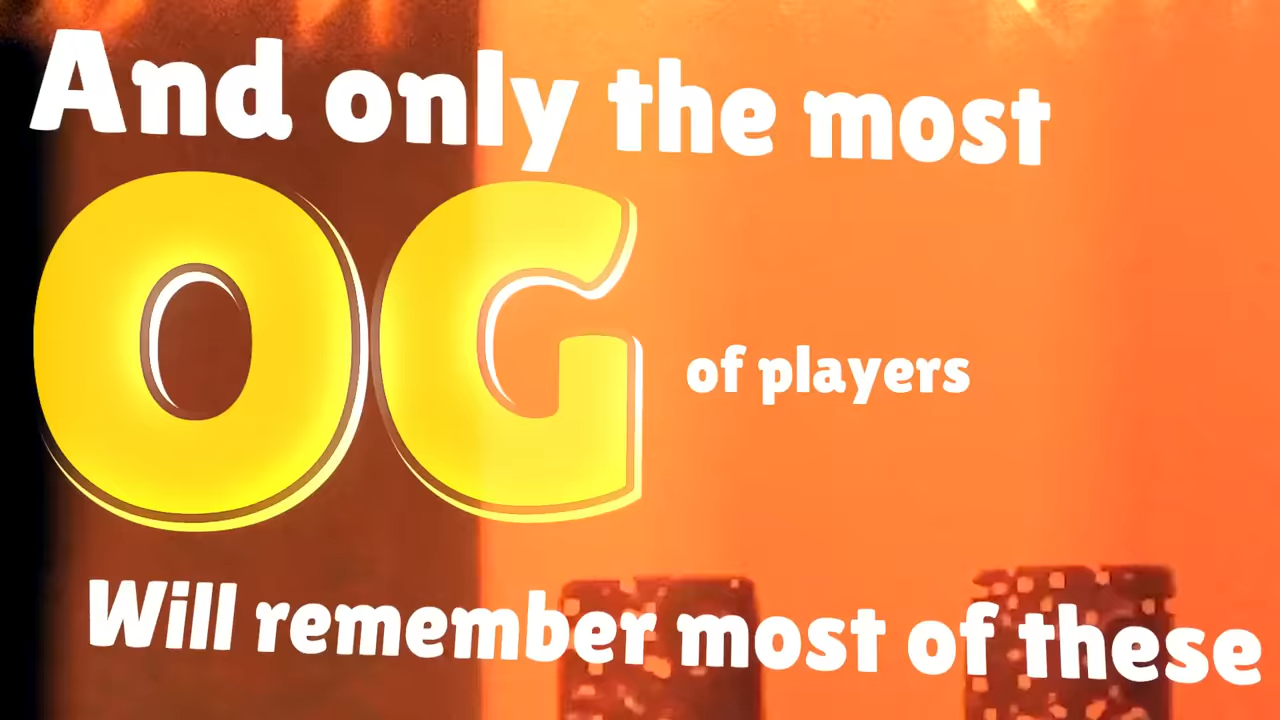 And only the most
OG
of players
Will remember most of these